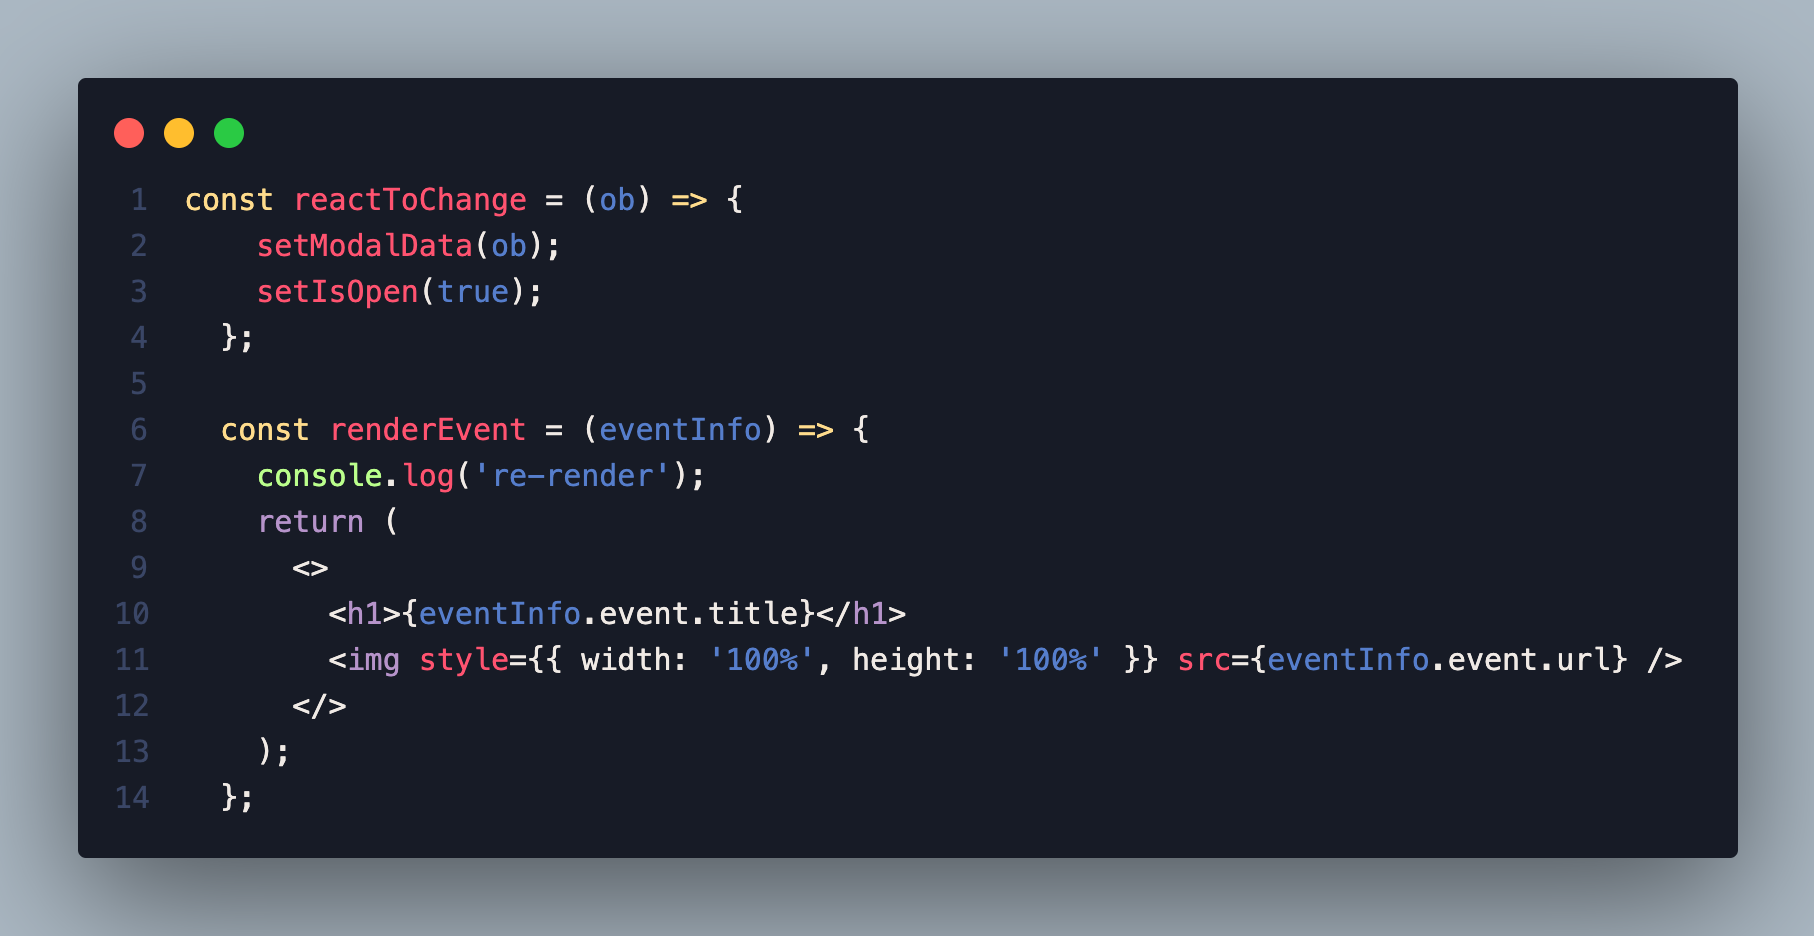 1 const reactToChange = (ob) => {
2     setModalData(ob);
3     setIsOpen(true);
4   };
5
6   const renderEvent = (eventInfo) => {
7     console.log('re-render');
8     return (
9       <>
10         <h1>{eventInfo.event.title}</h1>
11         <img style={{ width: '100%', height: '100%' }} src={eventInfo.event.url} />
12       </>
13     );
14   };